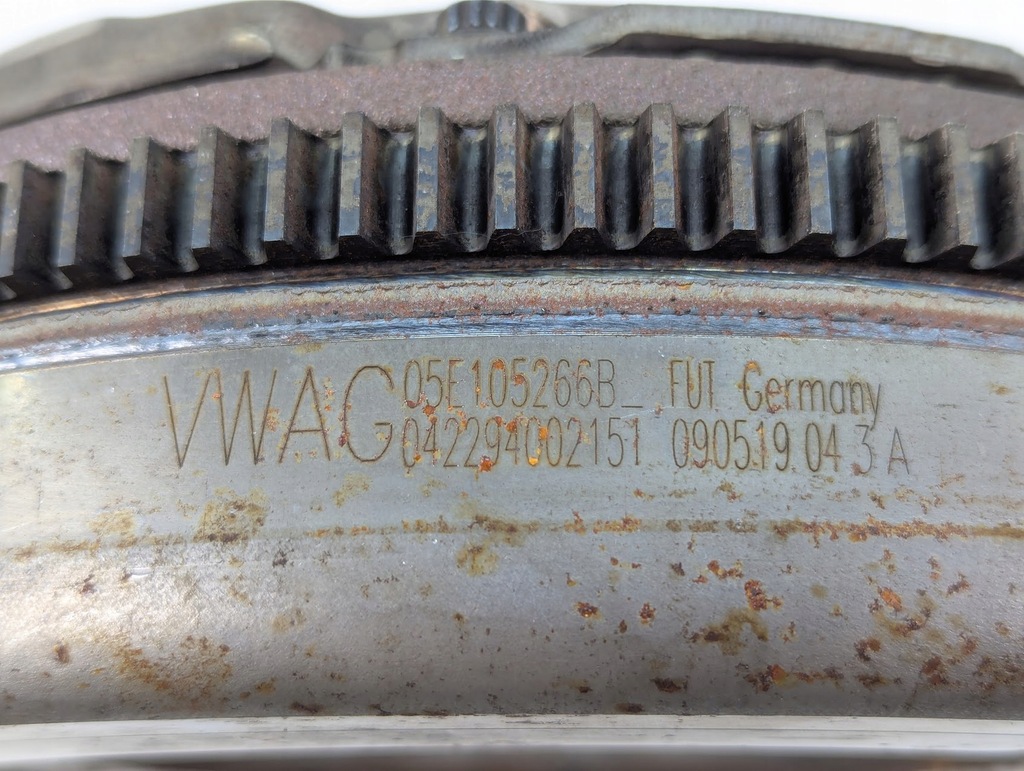 VWAG 05E105266B_ FUT Germany
042294002151 090519 04 3 A